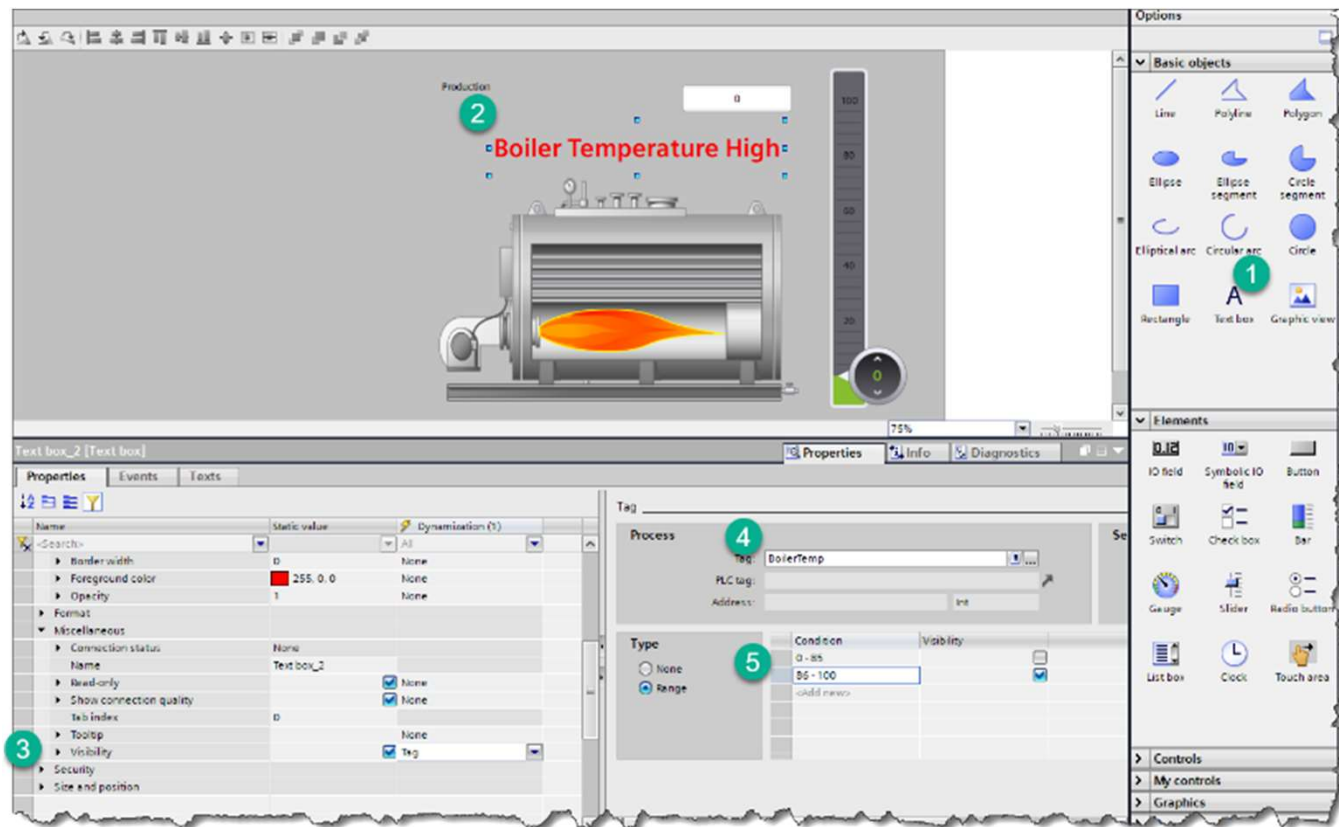 Options
Basic objects
Line Polyline Polygon
Ellipse Ellipse segment Circle segment
Elliptical arc Circular arc Circle
1
Rectangle Text box Graphic view
Production
0
2
Boiler Temperature High
100
80
60
40
20
0
75%
Elements
IO field Symbolic IO field Button
Switch Check box Bar
Gauge Slider Radio button
List box Clock Touch area
Controls
My controls
Graphics
Text box_2 [Text box]
Properties Info Diagnostics
Properties Events Texts
Name Static value Dynamization (1)
<Search> All
Border width 0 None
Foreground color 255, 0, 0 None
Opacity 1 None
Format
Miscellaneous
Connection status None
Name Text box_2
Read-only None
Show connection quality None
Tab index 0
Tooltip None
3
Visibility Tag
Security
Size and position
Tag
Process
4
Tag: BoilerTemp
PLC tag:
Address: Int
Se
Type
None
Range
5
Condition Visibility
0 - 85
86 - 100
<Add new>